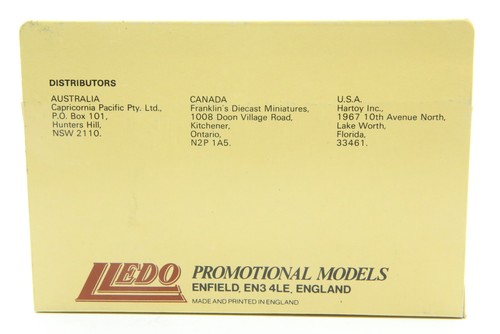 DISTRIBUTORS
AUSTRALIA
Capricornia Pacific Pty. Ltd.,
P.O. Box 101,
Hunters Hill,
NSW 2110.
CANADA
Franklin's Diecast Miniatures,
1008 Doon Village Road,
Kitchener,
Ontario,
N2P 1A5.
U.S.A.
Hartoy Inc.,
1967 10th Avenue North,
Lake Worth,
Florida,
33461.
LLEDO
PROMOTIONAL MODELS
ENFIELD, EN3 4LE, ENGLAND
MADE AND PRINTED IN ENGLAND